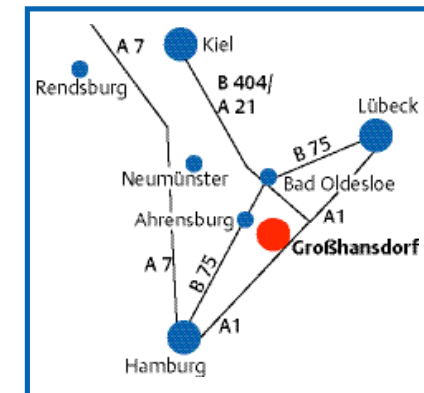 A 7
Kiel
Rendsburg
B 404/
A 21
Lübeck
B 75
Neumünster
Bad Oldesloe
Ahrensburg
A1
Großhansdorf
A 7
B 75
A1
Hamburg